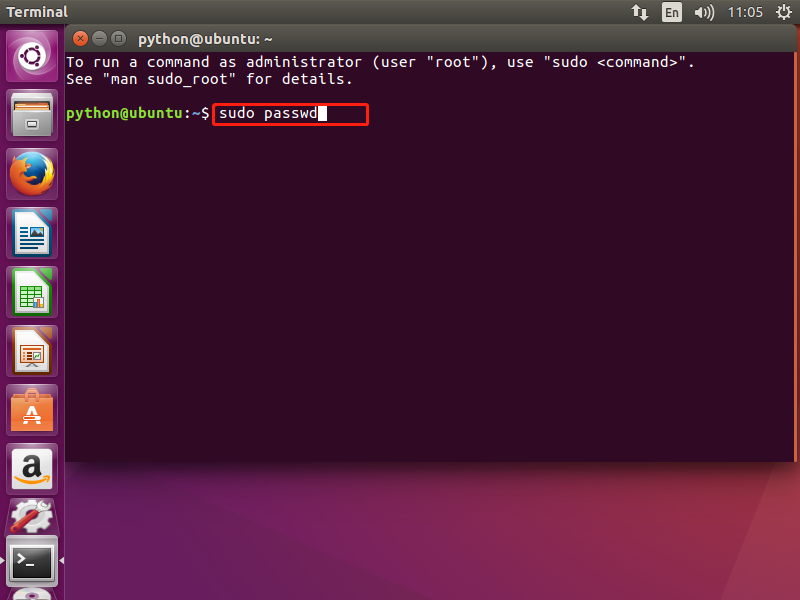 Terminal
En
11:05
python@ubuntu: ~
To run a command as administrator (user "root"), use "sudo <command>".
See "man sudo_root" for details.
python@ubuntu:~$ sudo passwd
A
a
>_